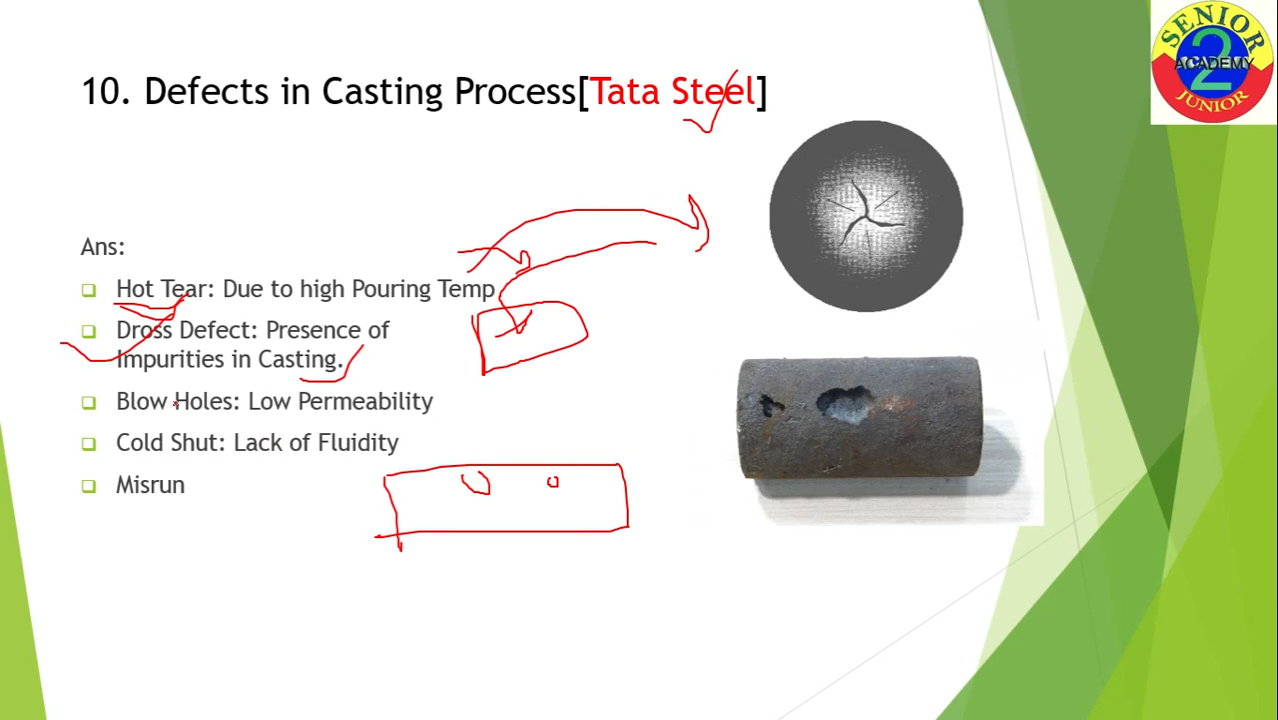 10. Defects in Casting Process[Tata Steel]
SENIOR
2
ACADEMY
JUNIOR
Ans:
Hot Tear: Due to high Pouring Temp
Dross Defect: Presence of
Impurities in Casting.
Blow Holes: Low Permeability
Cold Shut: Lack of Fluidity
Misrun